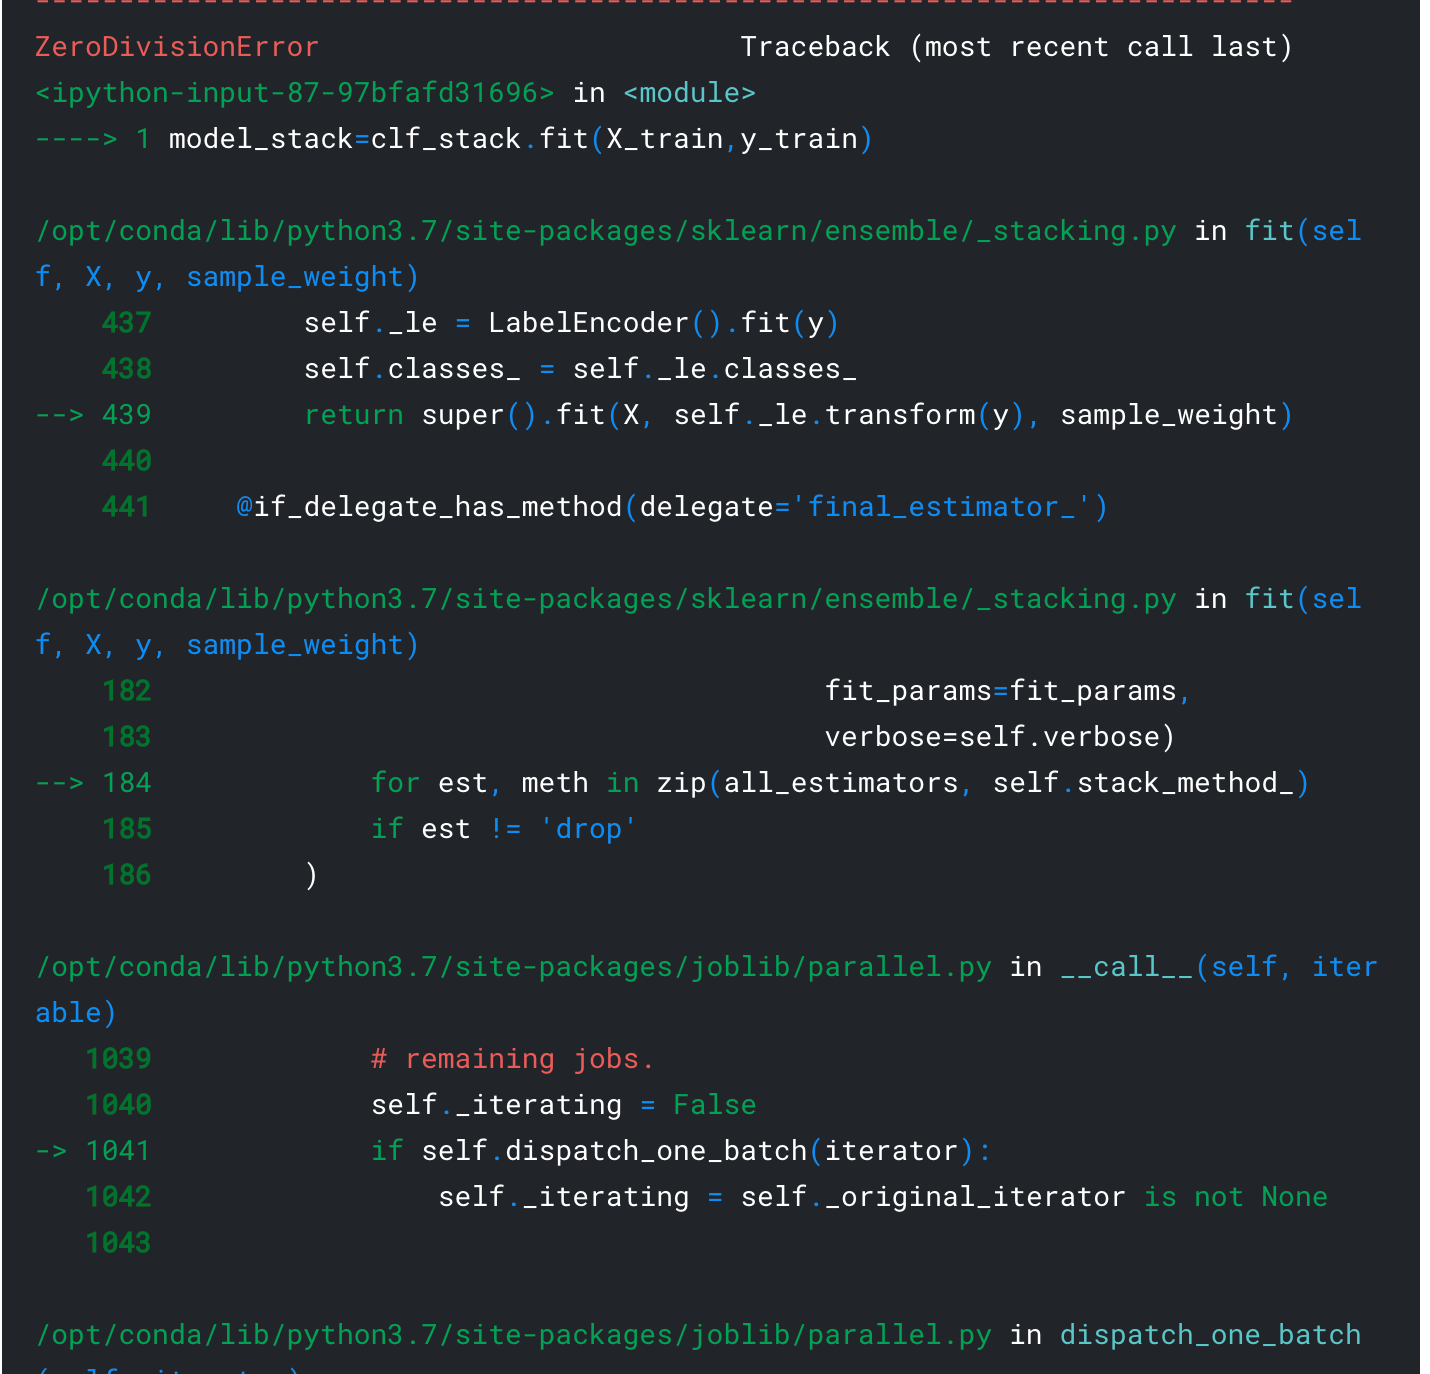 ZeroDivisionError                         Traceback (most recent call last)
<ipython-input-87-97bfafd31696> in <module>
----> 1 model_stack=clf_stack.fit(X_train,y_train)

/opt/conda/lib/python3.7/site-packages/sklearn/ensemble/_stacking.py in fit(sel
f, X, y, sample_weight)
    437         self._le = LabelEncoder().fit(y)
    438         self.classes_ = self._le.classes_
--> 439         return super().fit(X, self._le.transform(y), sample_weight)
    440
    441     @if_delegate_has_method(delegate='final_estimator_')

/opt/conda/lib/python3.7/site-packages/sklearn/ensemble/_stacking.py in fit(sel
f, X, y, sample_weight)
    182                                        fit_params=fit_params,
    183                                        verbose=self.verbose)
--> 184             for est, meth in zip(all_estimators, self.stack_method_)
    185             if est != 'drop'
    186         )

/opt/conda/lib/python3.7/site-packages/joblib/parallel.py in __call__(self, iter
able)
   1039             # remaining jobs.
   1040             self._iterating = False
-> 1041             if self.dispatch_one_batch(iterator):
   1042                 self._iterating = self._original_iterator is not None
   1043

/opt/conda/lib/python3.7/site-packages/joblib/parallel.py in dispatch_one_batch